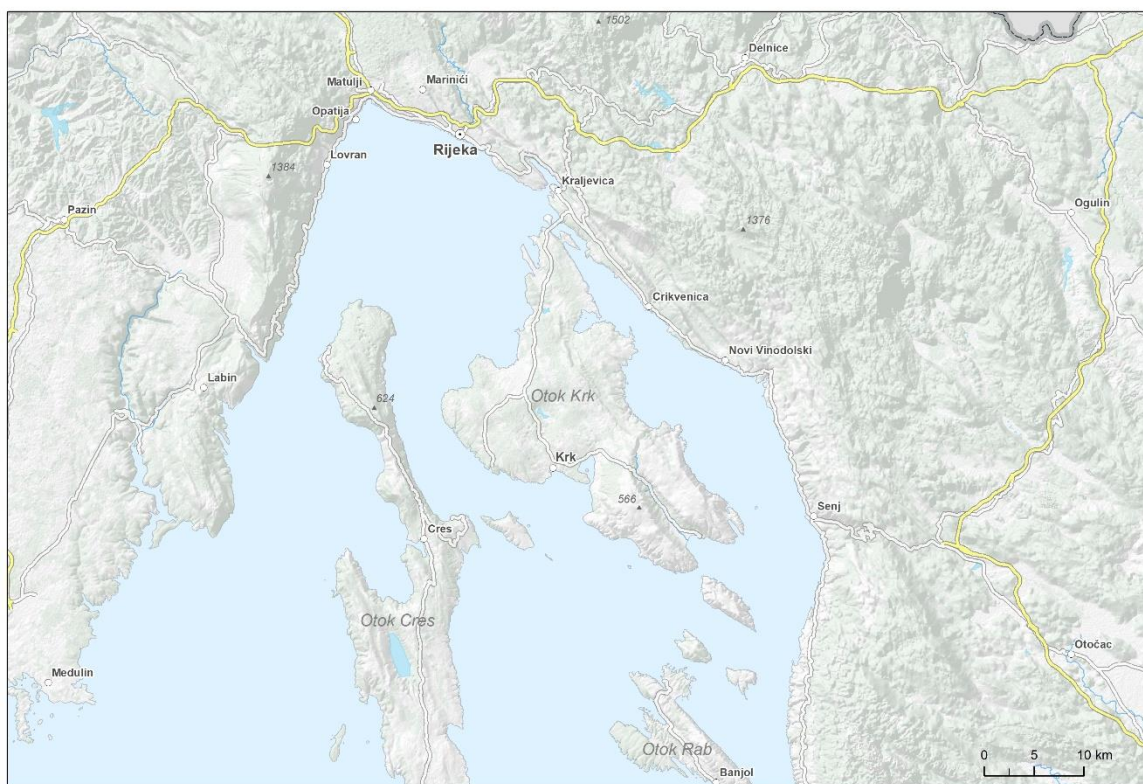 1502
Delnice
Matulji
Marinići
Opatija
Rijeka
Lovran
1384
Kraljevica
Pazin
Ogulin
1376
Crikvenica
Novi Vinodolski
Labin
Otok Krk
624
Krk
566
Senj
Cres
Otok Cres
Otočac
Medulin
Otok Rab
Banjol
0 5 10 km